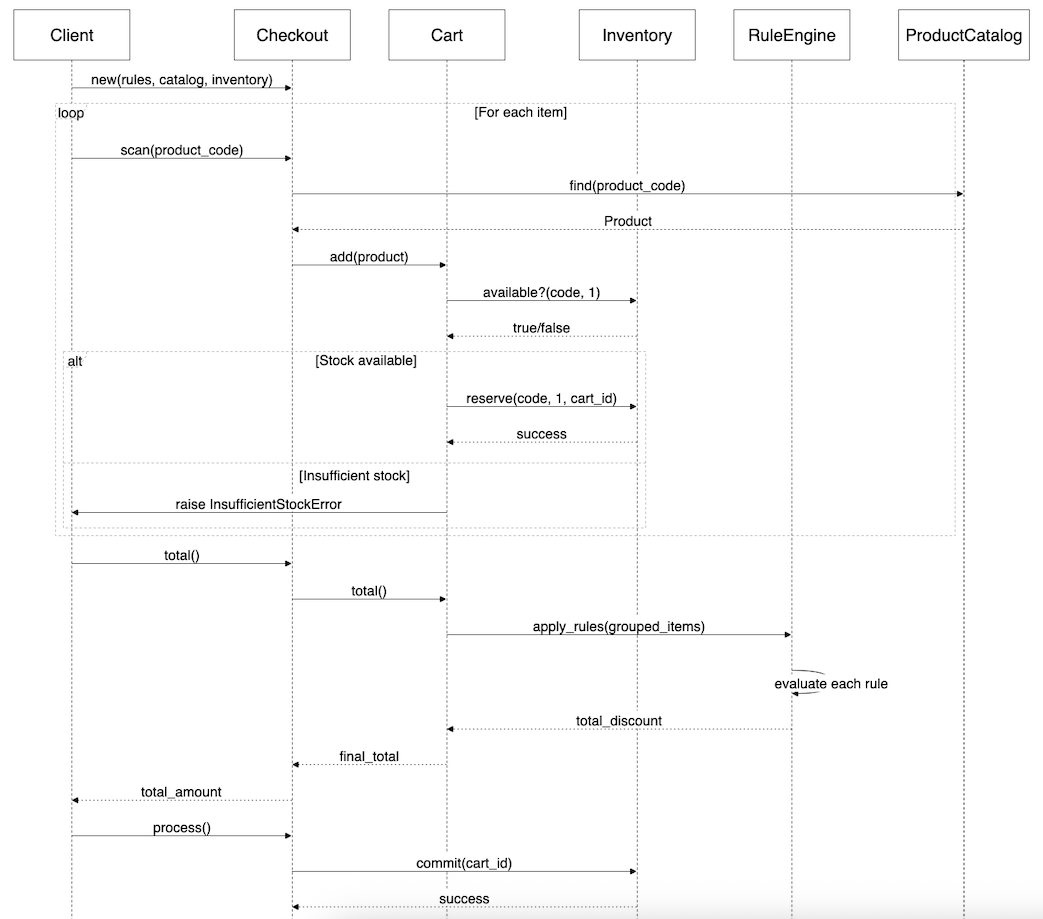 Client
Checkout
Cart
Inventory
RuleEngine
ProductCatalog
new(rules, catalog, inventory)
loop
[For each item]
scan(product_code)
find(product_code)
Product
add(product)
available?(code, 1)
true/false
alt
[Stock available]
reserve(code, 1, cart_id)
success
[Insufficient stock]
raise InsufficientStockError
total()
total()
apply_rules(grouped_items)
evaluate each rule
total_discount
final_total
total_amount
process()
commit(cart_id)
success